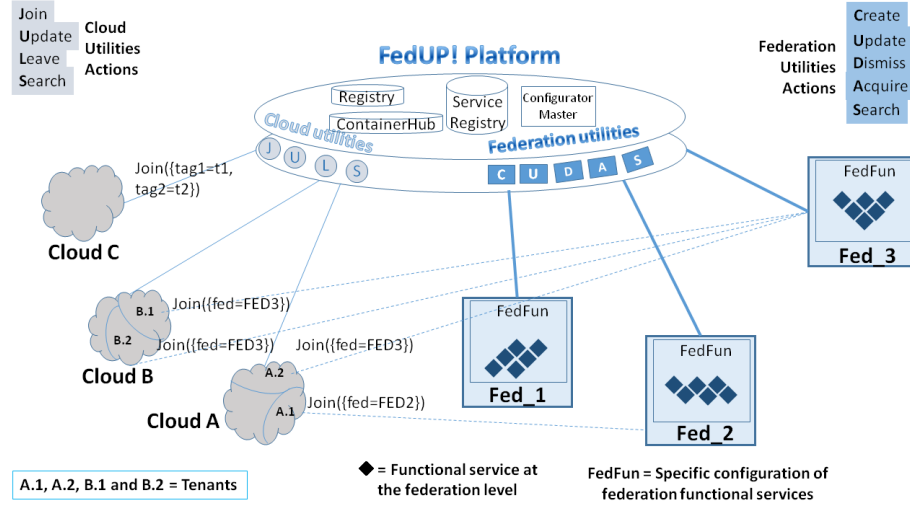 Join
Update
Leave
Search
Cloud
Utilities
Actions
FedUP! Platform
Federation
Utilities
Actions
Create
Update
Dismiss
Acquire
Search
Registry
ContainerHub
Service
Registry
Configurator
Master
Cloud utilities
Federation utilities
J U L S
C U D A S
Join({tag1=t1,
tag2=t2})
Cloud C
FedFun
Fed_3
B.1
B.2
Join({fed=FED3})
Join({fed=FED3})
Cloud B
Join({fed=FED3})
A.2
A.1
Join({fed=FED2})
Cloud A
FedFun
Fed_1
FedFun
Fed_2
A.1, A.2, B.1 and B.2 = Tenants
= Functional service at
the federation level
FedFun = Specific configuration of
federation functional services